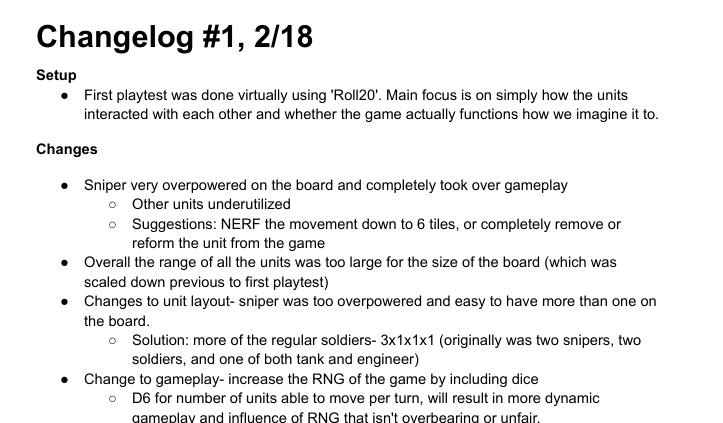 Changelog #1, 2/18
Setup
● First playtest was done virtually using 'Roll20'. Main focus is on simply how the units
interacted with each other and whether the game actually functions how we imagine it to.
Changes
● Sniper very overpowered on the board and completely took over gameplay
○ Other units underutilized
○ Suggestions: NERF the movement down to 6 tiles, or completely remove or
reform the unit from the game
● Overall the range of all the units was too large for the size of the board (which was
scaled down previous to first playtest)
● Changes to unit layout- sniper was too overpowered and easy to have more than one on
the board.
○ Solution: more of the regular soldiers- 3x1x1x1 (originally was two snipers, two
soldiers, and one of both tank and engineer)
● Change to gameplay- increase the RNG of the game by including dice
○ D6 for number of units able to move per turn, will result in more dynamic
gameplay and influence of RNG that isn't overbearing or unfair.